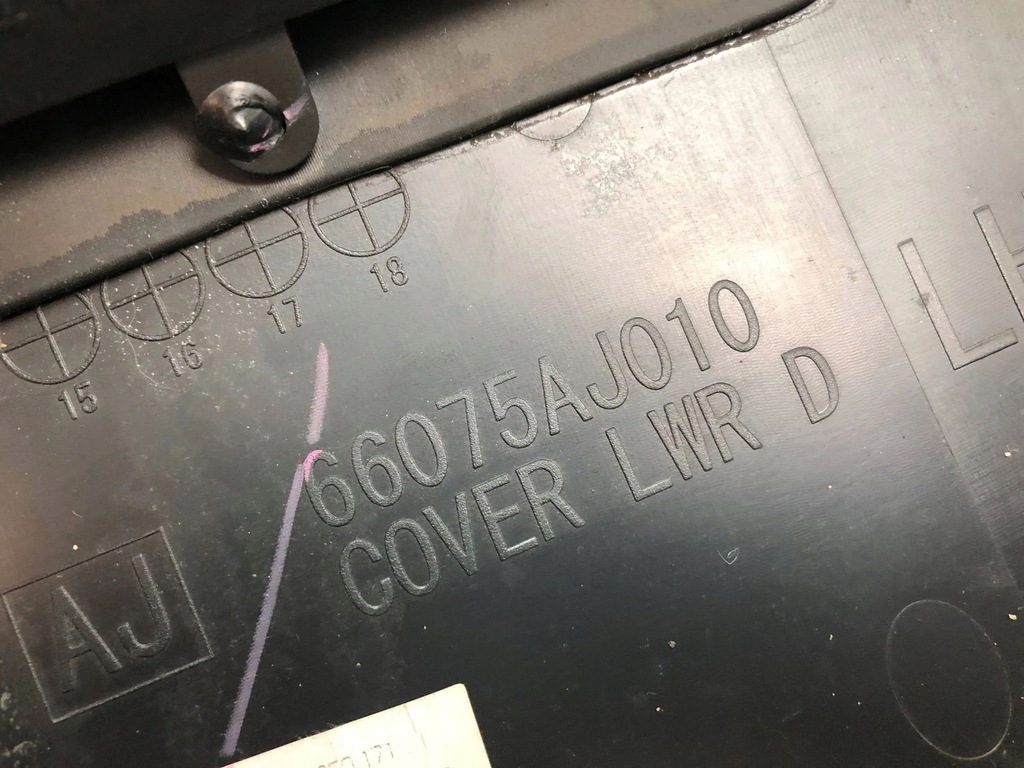 15 16 17 18
66075AJ010
COVER LWR D
LH
AJ